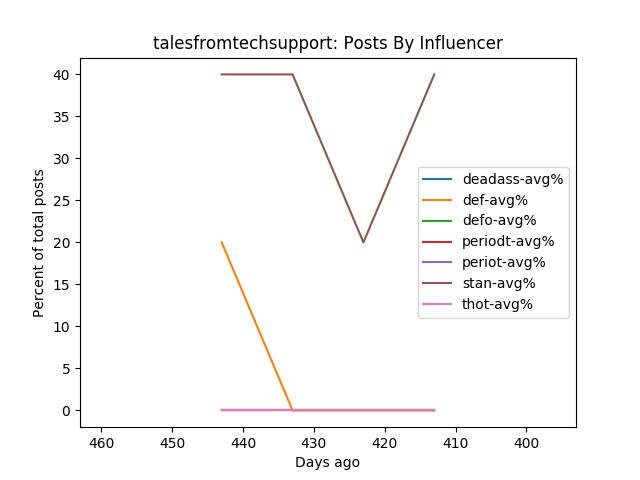 talesfromtechsupport: Posts By Influencer
Percent of total posts
40
35
30
25
20
15
10
5
0
deadass-avg%
def-avg%
defo-avg%
periodt-avg%
periot-avg%
stan-avg%
thot-avg%
460 450 440 430 420 410 400
Days ago